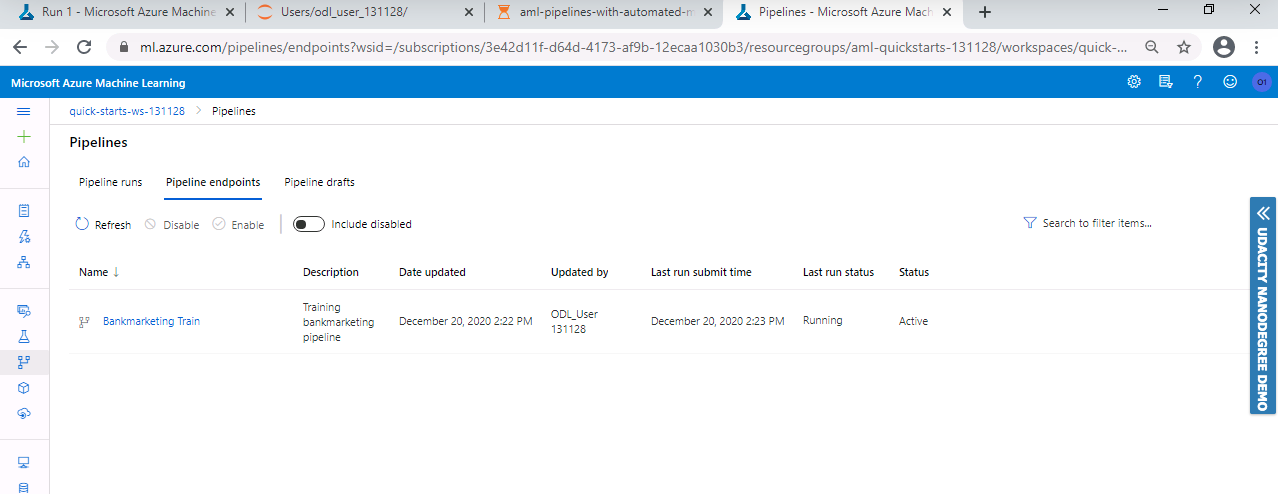 Run 1 - Microsoft Azure Machine
Users/odl_user_131128/
aml-pipelines-with-automated-m
Pipelines - Microsoft Azure Mach
ml.azure.com/pipelines/endpoints?wsid=/subscriptions/3e42d11f-d64d-4173-af9b-12ecaa1030b3/resourcegroups/aml-quickstarts-131128/workspaces/quick-...
Microsoft Azure Machine Learning
O1
quick-starts-ws-131128 > Pipelines
Pipelines
Pipeline runs Pipeline endpoints Pipeline drafts
Refresh Disable Enable Include disabled Search to filter items...
Name ↓ Description Date updated Updated by Last run submit time Last run status Status
Bankmarketing Train
Training
bankmarketing
pipeline
December 20, 2020 2:22 PM
ODL_User
131128
December 20, 2020 2:23 PM
Running
Active
UDACITY NANODEGREE DEMO